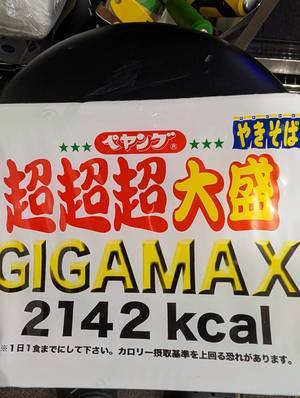 ペヤング®
やきそば
超超超大盛
GIGAMAX
2142 kcal
※1日1食までにして下さい。カロリー摂取基準を上回る恐れがあります。